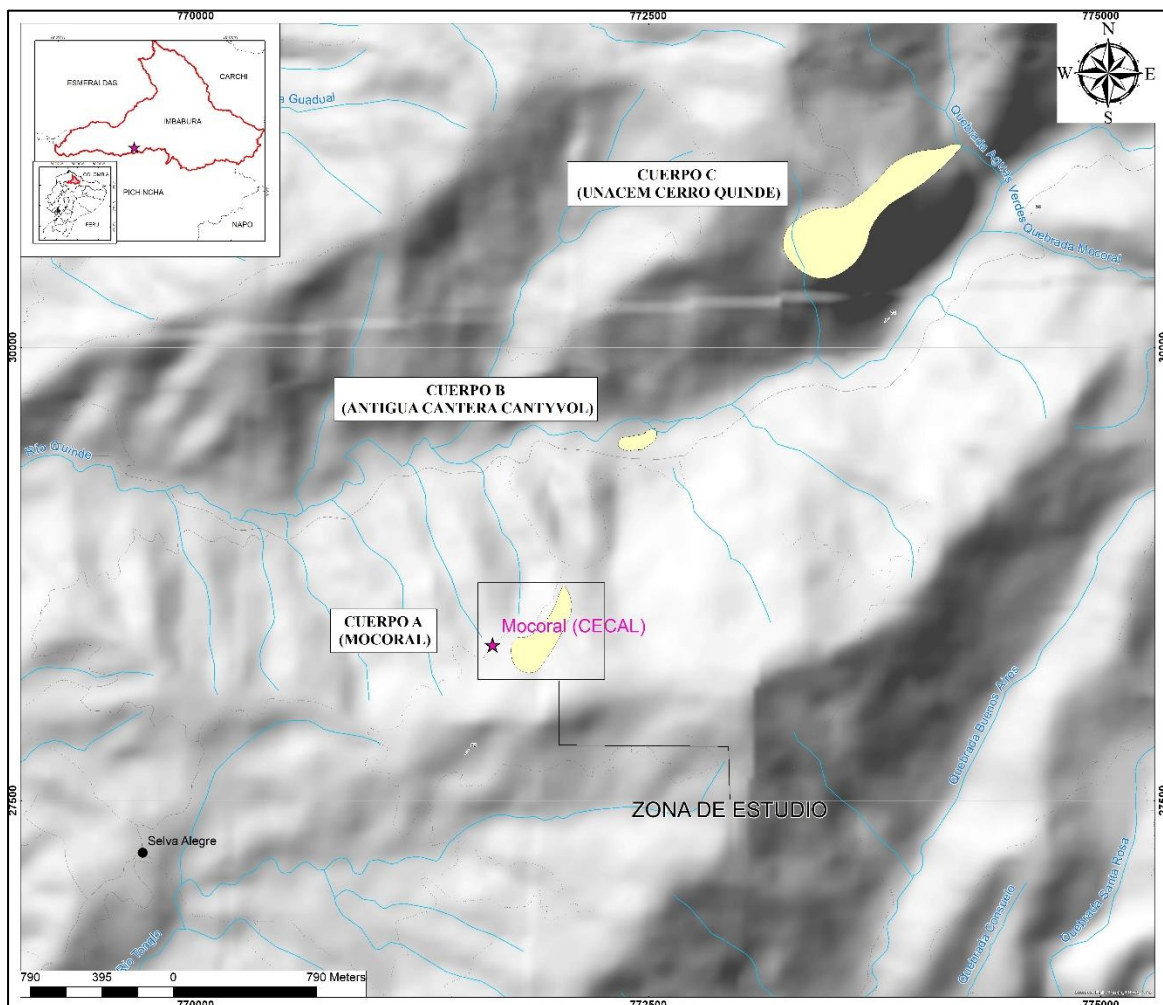 770000
772500
775000
ESMERALDAS
CARCHI
IMBABURA
PICHINCHA
NAPO
COLOMBIA
PERU
a Guadual
N
W
E
S
CUERPO C
(UNACEM CERRO QUINDE)
Quebrada Aguas Verdes
Quebrada Mocoral
30000
30000
CUERPO B
(ANTIGUA CANTERA CANTYVOL)
Río Quinde
CUERPO A
(MOCORAL)
Mocoral (CECAL)
Quebrada Buenos Aires
27500
27500
ZONA DE ESTUDIO
Selva Alegre
Quebrada Consuelo
Quebrada Santa Rosa
Río Tonglo
790
395
0
790 Meters
770000
772500
775000